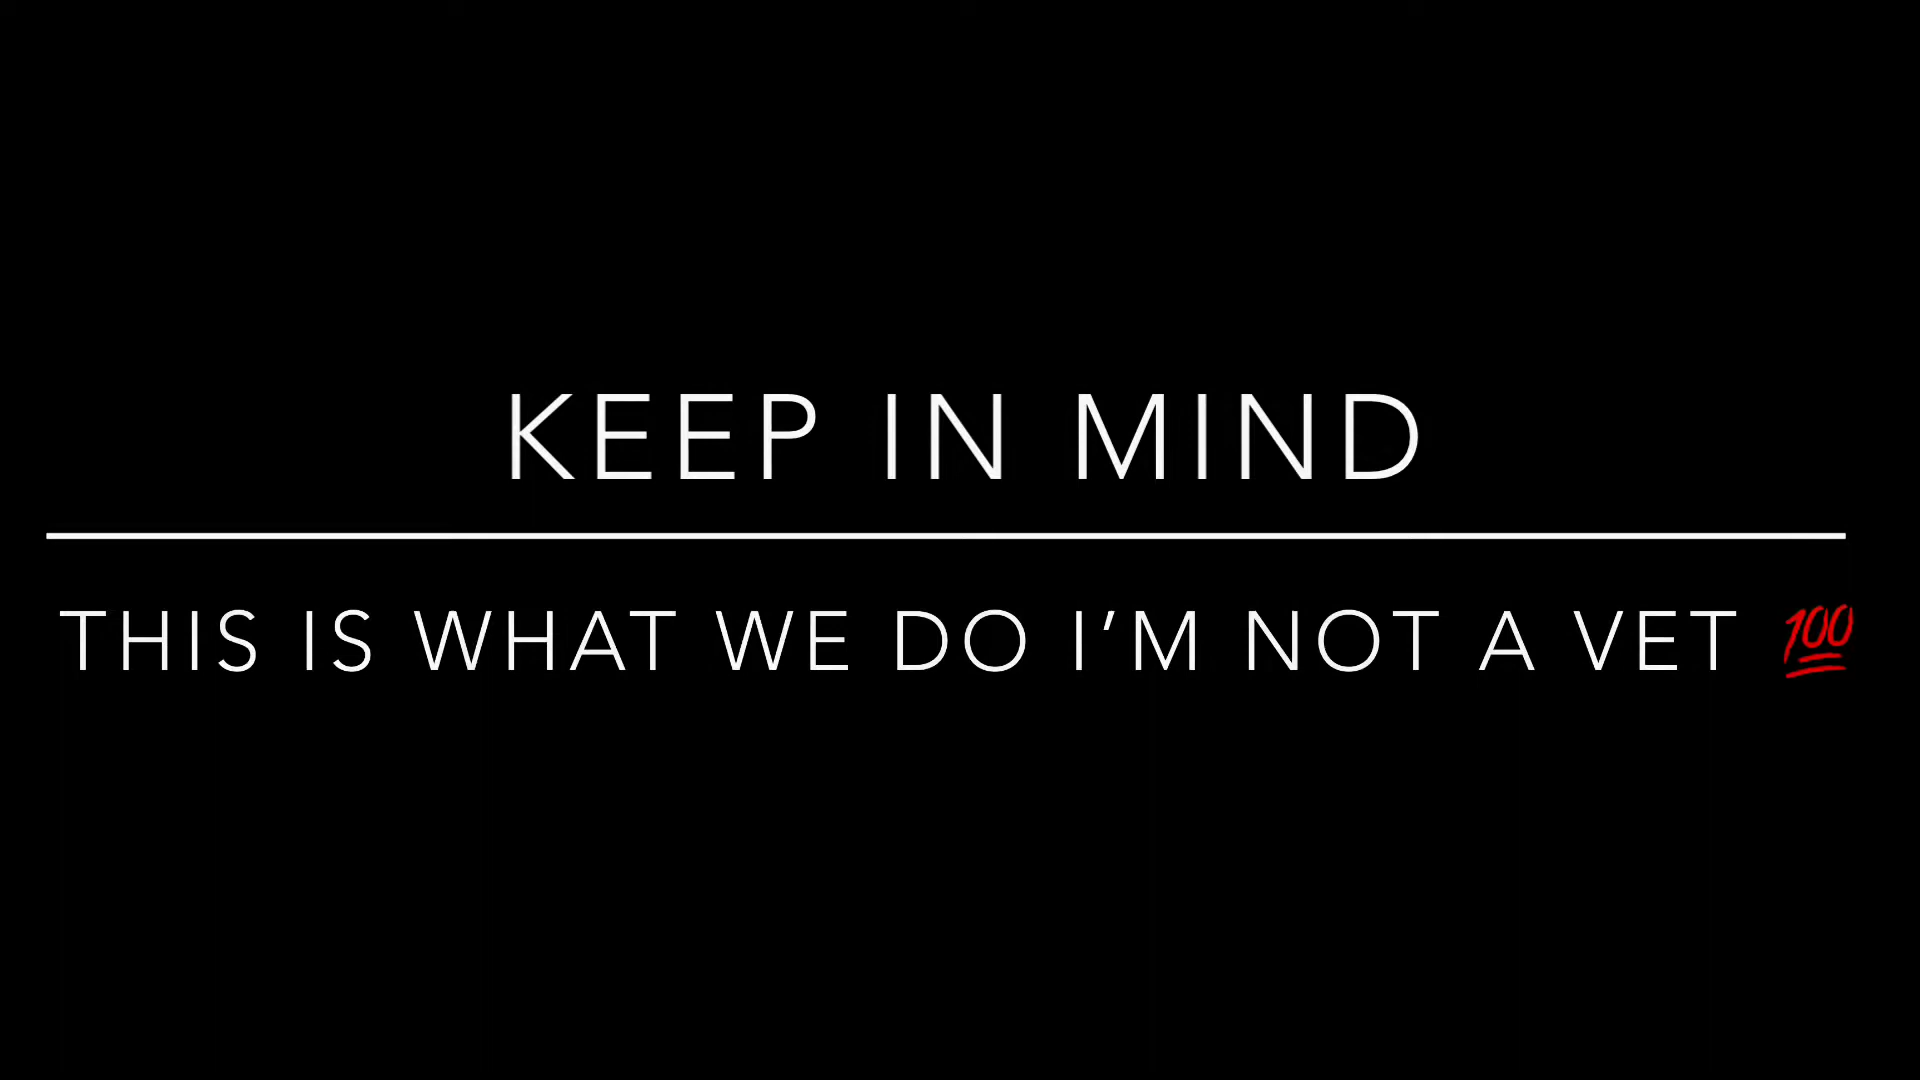 KEEP IN MIND
THIS IS WHAT WE DO I’M NOT A VET 💯